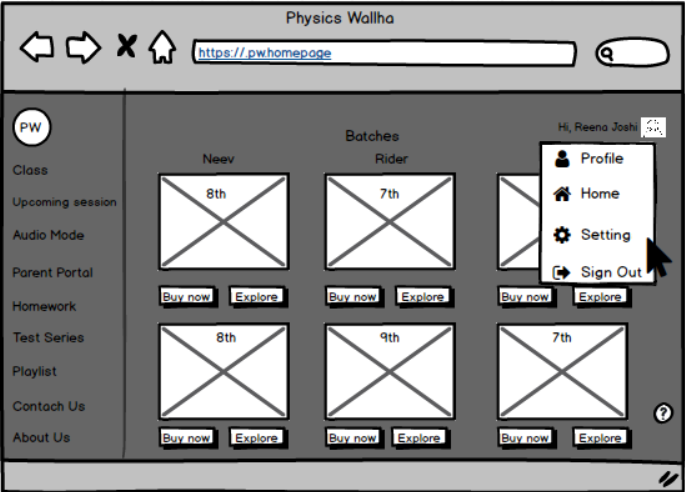 Physics Wallha
https://.pw.homepage
PW
Hi, Reena Joshi
Batches
Class
Upcoming session
Audio Mode
Parent Portal
Homework
Test Series
Playlist
Contach Us
About Us
Neev
Rider
8th
7th
Profile
Home
Setting
Sign Out
Buy now
Explore
Buy now
Explore
Buy now
Explore
8th
9th
7th
Buy now
Explore
Buy now
Explore
Buy now
Explore
?